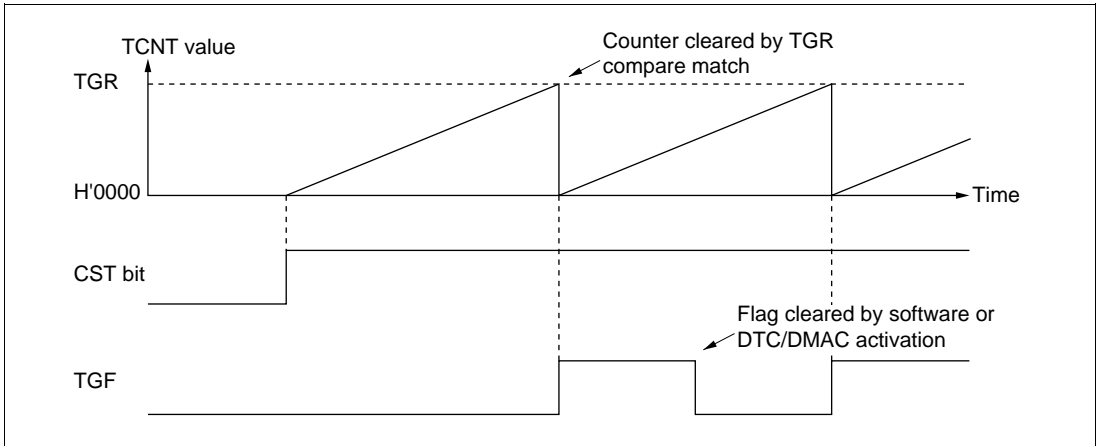 TCNT value
Counter cleared by TGR
compare match
TGR
H'0000
Time
CST bit
Flag cleared by software or
DTC/DMAC activation
TGF